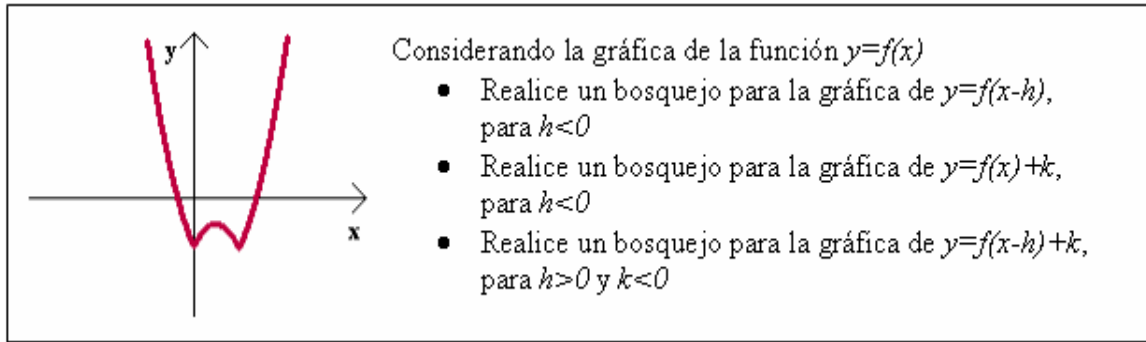 y
x
Considerando la gráfica de la función y=f(x)
● Realice un bosquejo para la gráfica de y=f(x-h),
para h<0
● Realice un bosquejo para la gráfica de y=f(x)+k,
para h<0
● Realice un bosquejo para la gráfica de y=f(x-h)+k,
para h>0 y k<0